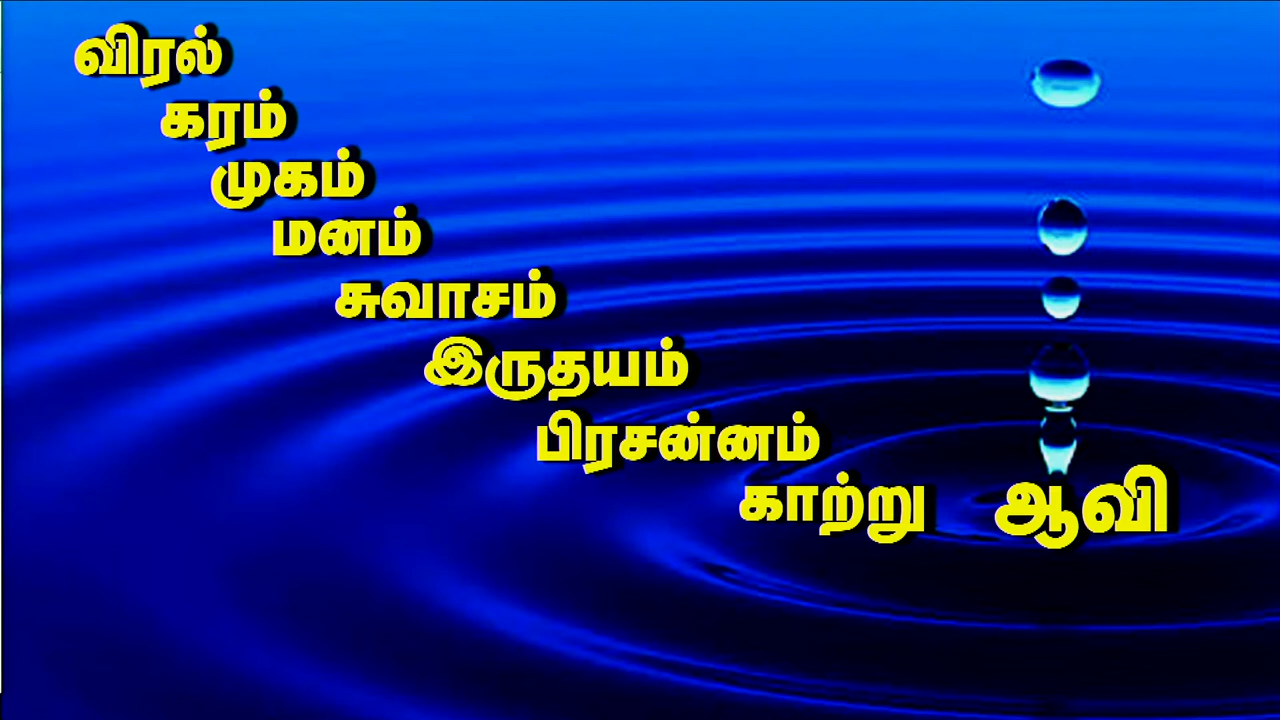 விரல்
கரம்
முகம்
மனம்
சுவாசம்
இருதயம்
பிரசன்னம்
காற்று ஆவி